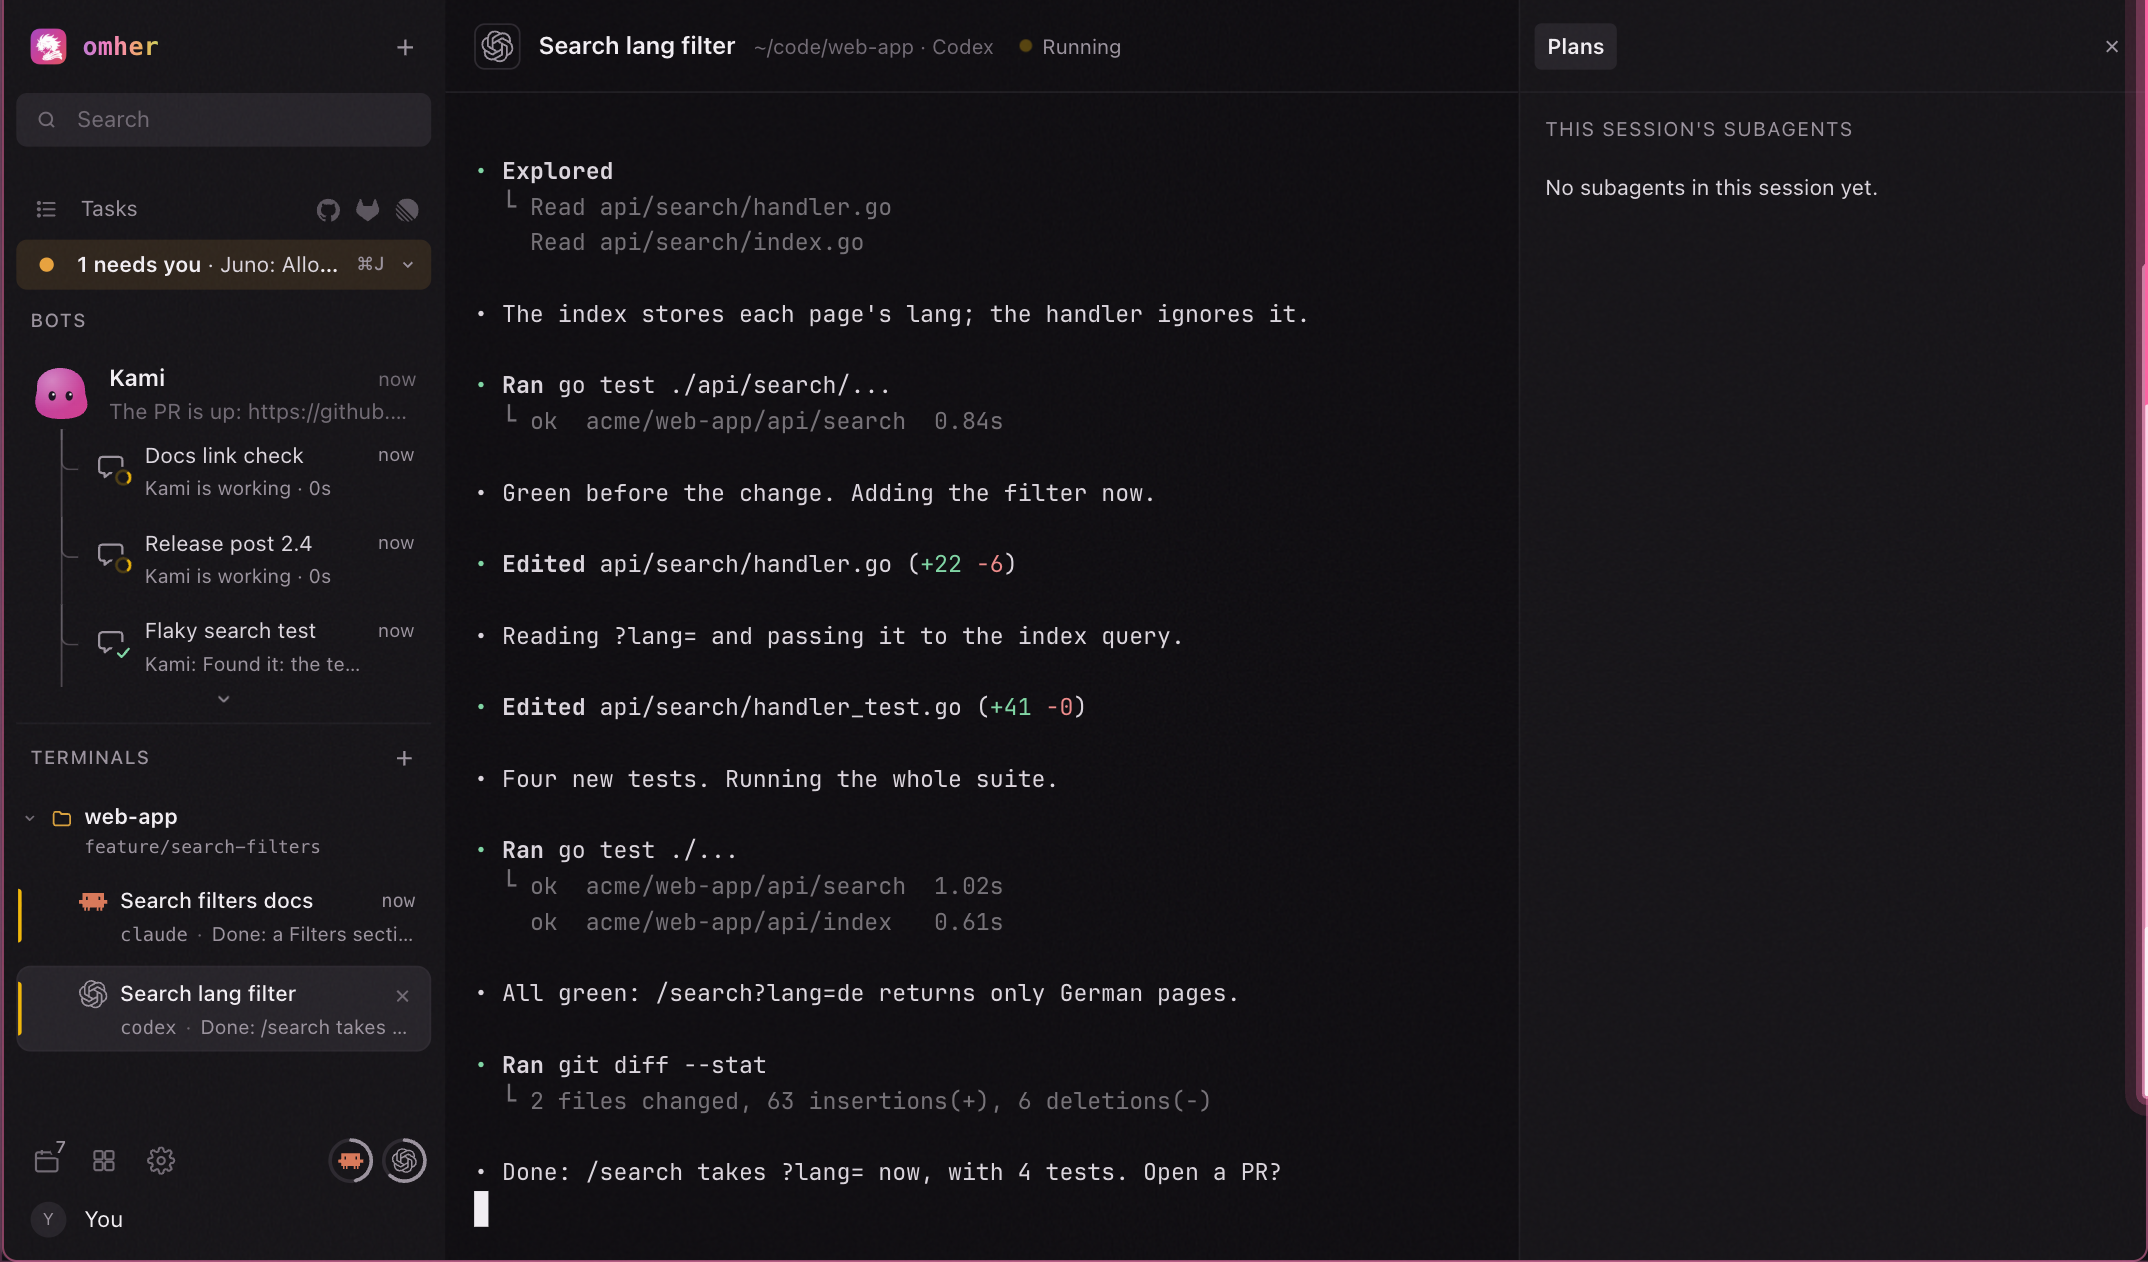 omher
Search
Tasks
1 needs you · Juno: Allo... ⌘J
BOTS
Kami now
The PR is up: https://github....
Docs link check now
Kami is working · 0s
Release post 2.4 now
Kami is working · 0s
Flaky search test now
Kami: Found it: the te...
TERMINALS
web-app
feature/search-filters
Search filters docs now
claude · Done: a Filters secti...
Search lang filter
codex · Done: /search takes ...
7
Y You
Search lang filter ~/code/web-app · Codex Running
• Explored
└ Read api/search/handler.go
Read api/search/index.go
• The index stores each page's lang; the handler ignores it.
• Ran go test ./api/search/...
└ ok acme/web-app/api/search 0.84s
• Green before the change. Adding the filter now.
• Edited api/search/handler.go (+22 -6)
• Reading ?lang= and passing it to the index query.
• Edited api/search/handler_test.go (+41 -0)
• Four new tests. Running the whole suite.
• Ran go test ./...
└ ok acme/web-app/api/search 1.02s
ok acme/web-app/api/index 0.61s
• All green: /search?lang=de returns only German pages.
• Ran git diff --stat
└ 2 files changed, 63 insertions(+), 6 deletions(-)
• Done: /search takes ?lang= now, with 4 tests. Open a PR?
Plans
THIS SESSION'S SUBAGENTS
No subagents in this session yet.